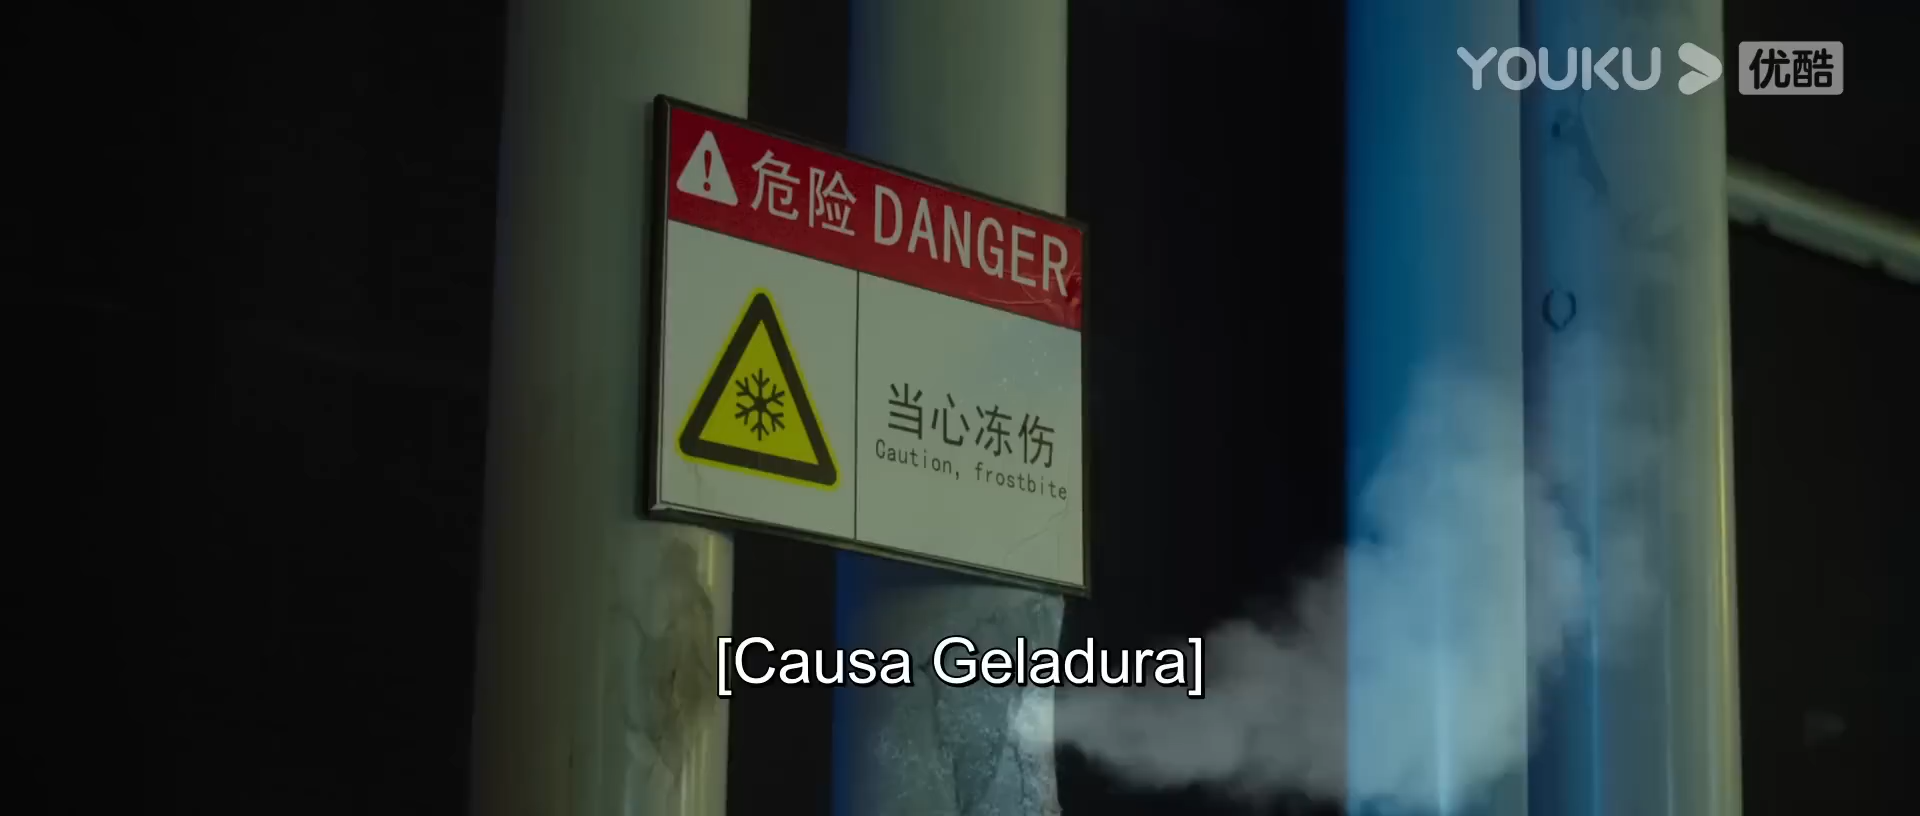 YOUKU 优酷
危险 DANGER
当心冻伤
Caution, frostbite
[Causa Geladura]